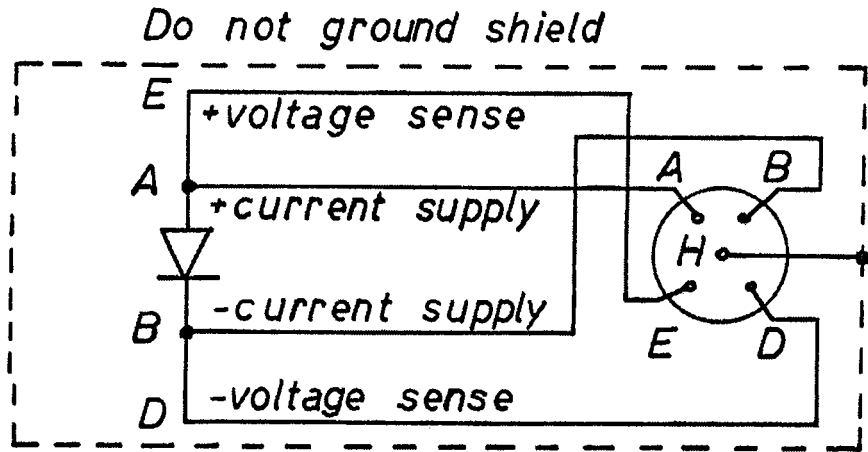 Do not ground shield
E
+voltage sense
A
+current supply
A
B
H
-current supply
B
E
D
D
-voltage sense